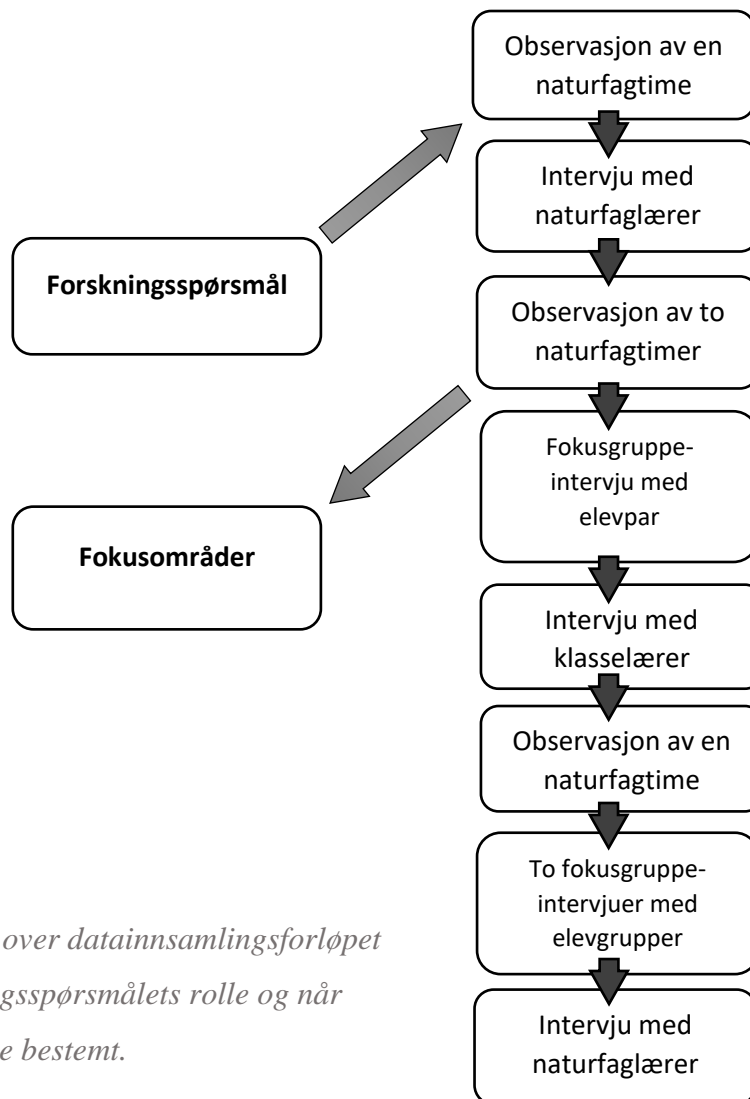 Observasjon av en
naturfagtime
Intervju med
naturfaglærer
Forskningsspørsmål
Observasjon av to
naturfagtimer
Fokusgruppe-
intervju med
elevpar
Fokusområder
Intervju med
klasselærer
Observasjon av en
naturfagtime
To fokusgruppe-
intervjuer med
elevgrupper
Intervju med
naturfaglærer
over datainnsamlingsforløpet
gsspørsmålets rolle og når
e bestemt.